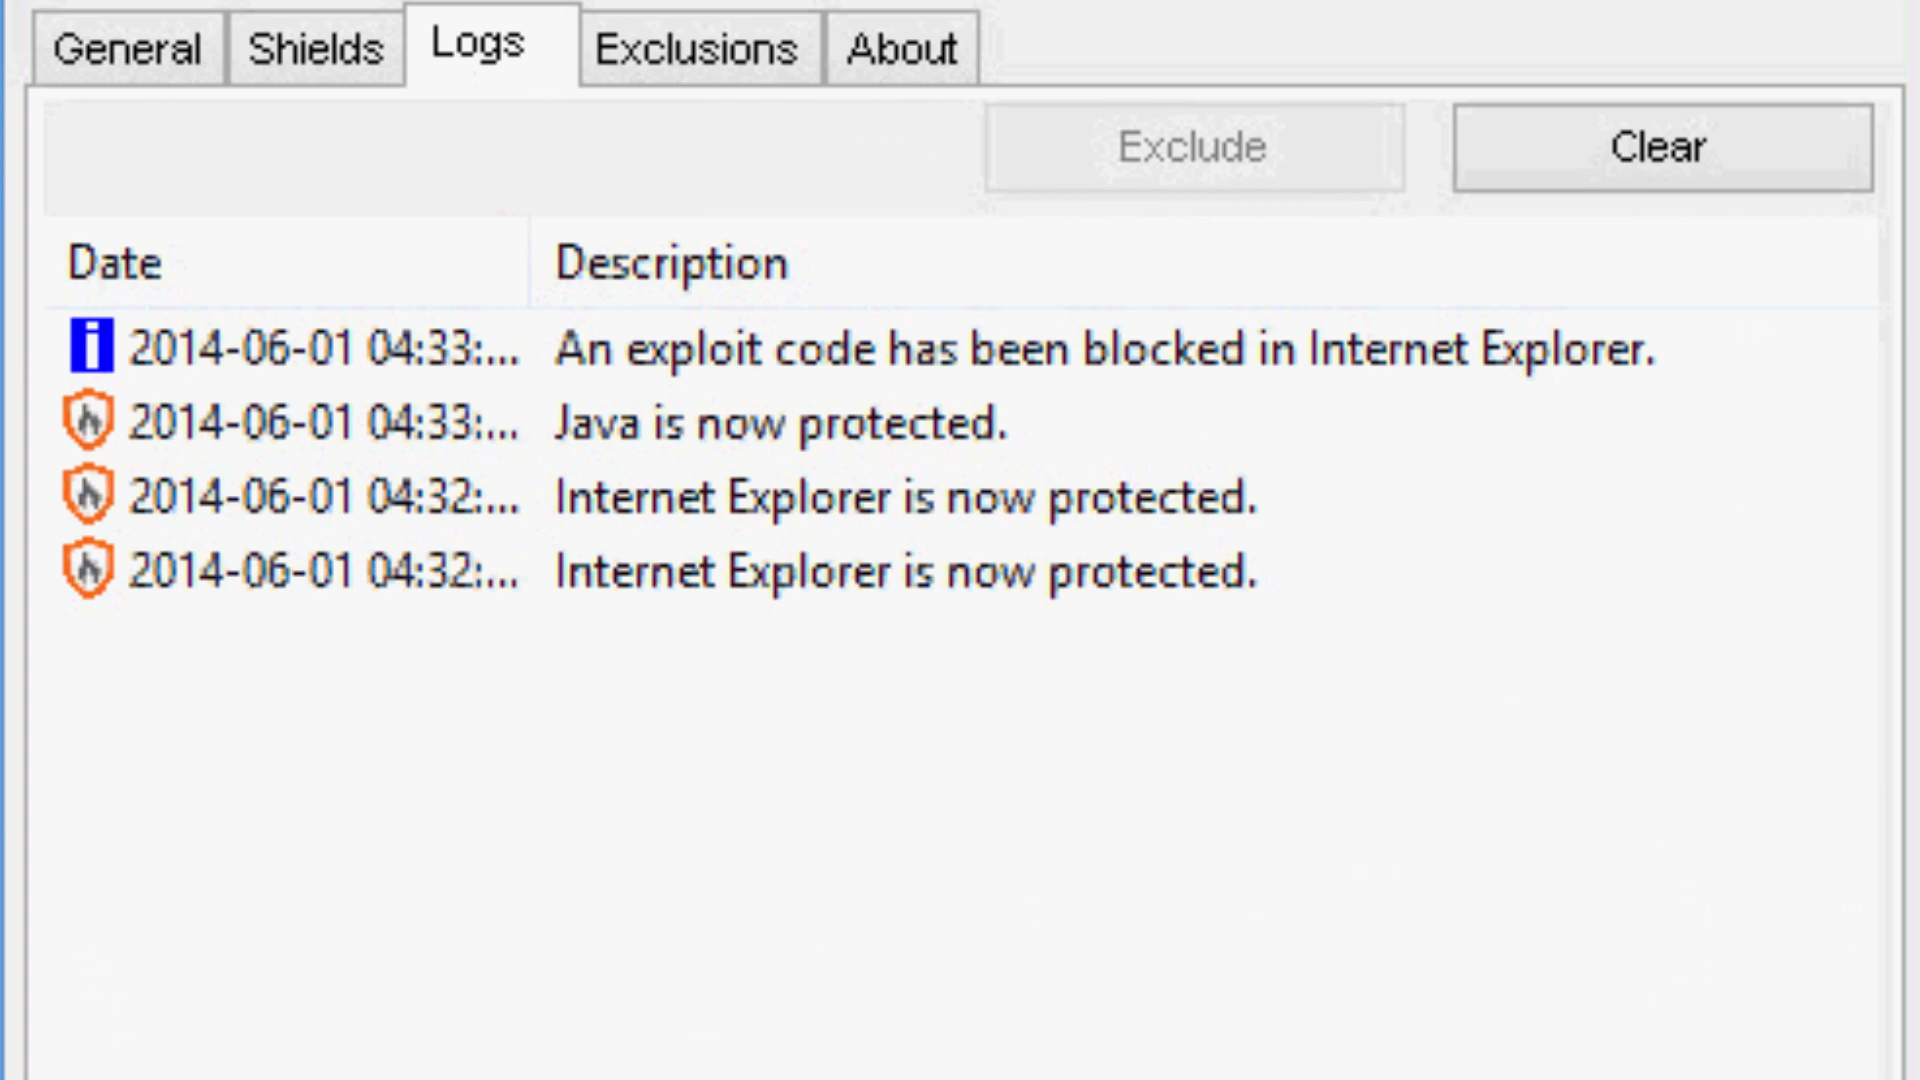 General Shields Logs Exclusions About
Exclude Clear
Date Description
2014-06-01 04:33:... An exploit code has been blocked in Internet Explorer.
2014-06-01 04:33:... Java is now protected.
2014-06-01 04:32:... Internet Explorer is now protected.
2014-06-01 04:32:... Internet Explorer is now protected.